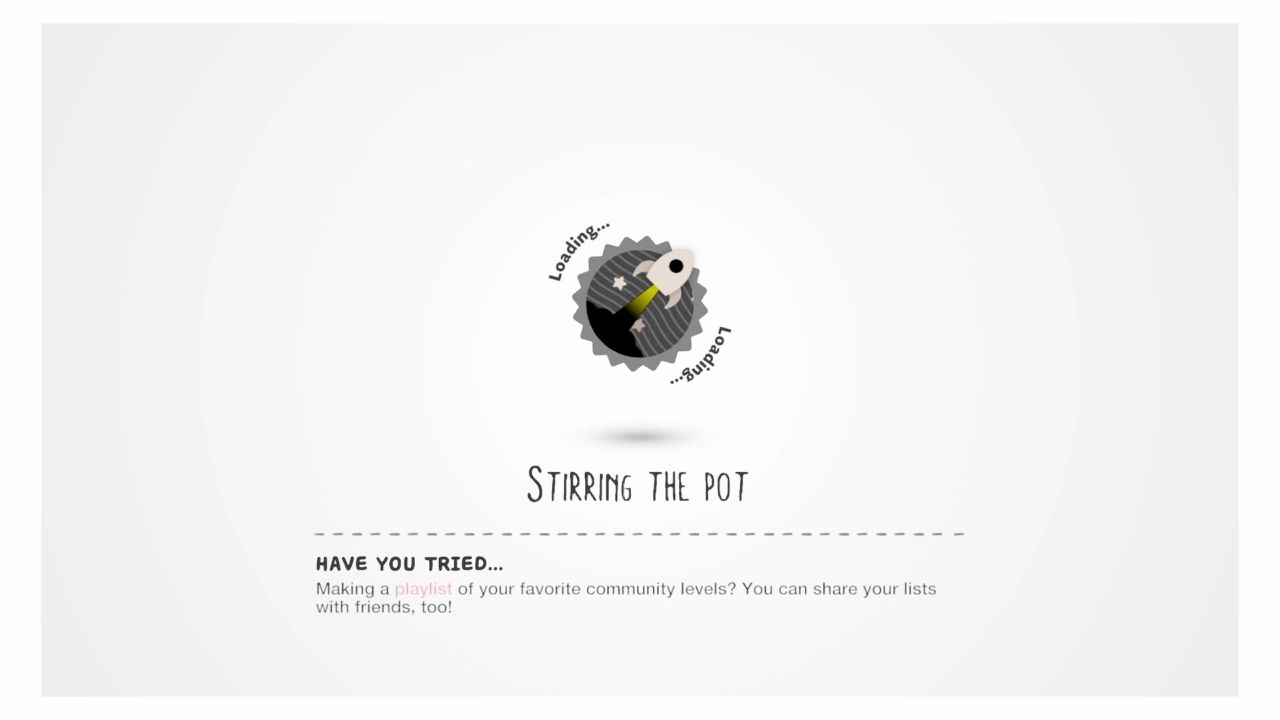 Loading...
Loading...
STIRRING THE POT
HAVE YOU TRIED...
Making a playlist of your favorite community levels? You can share your lists
with friends, too!